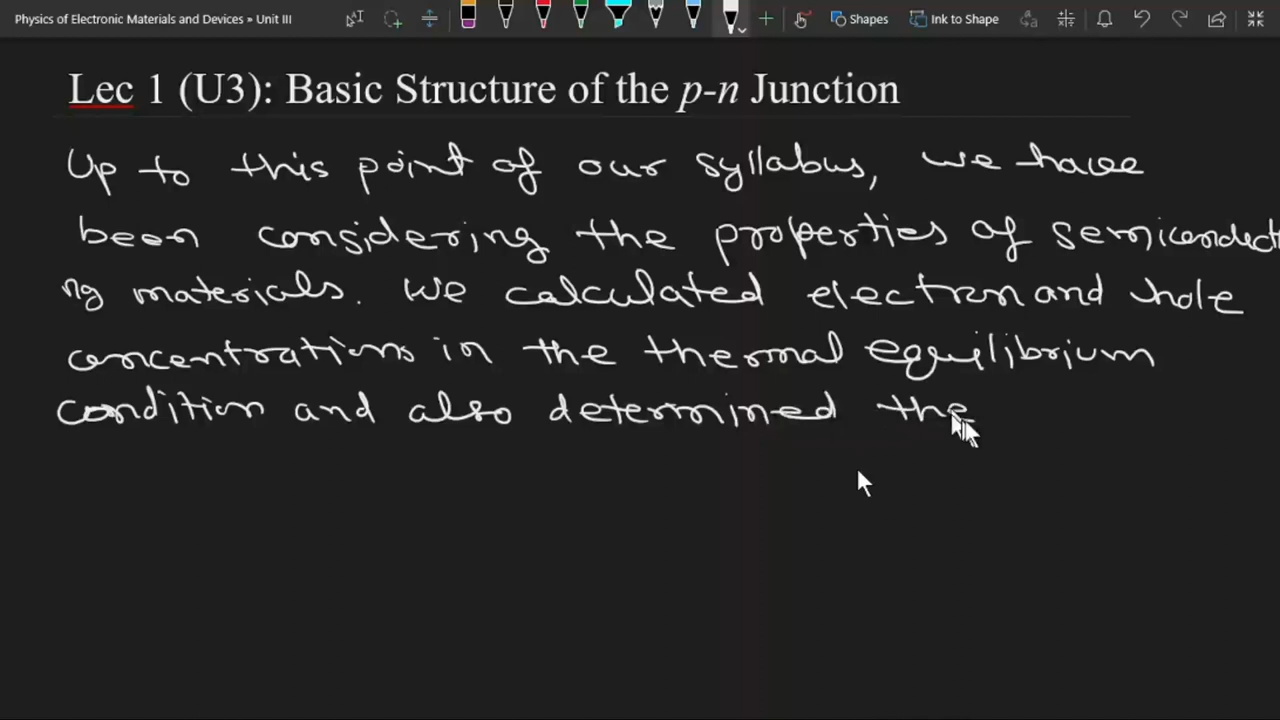 Physics of Electronic Materials and Devices » Unit III
Shapes
Ink to Shape
Lec 1 (U3): Basic Structure of the p-n Junction
Up to this point of our syllabus, we have
been considering the properties of semiconducti
ng materials. We calculated electron and hole
concentrations in the thermal equilibrium
condition and also determined the